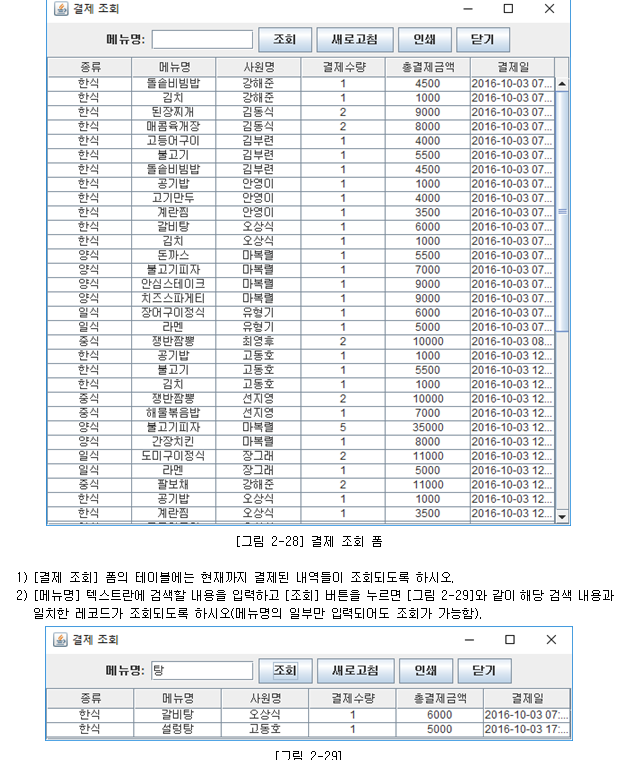 결제 조회
메뉴명: 조회 새로고침 인쇄 닫기
종류 메뉴명 사원명 결제수량 총결제금액 결제일
한식 돌솥비빔밥 강해준 1 4500 2016-10-03 07...
한식 김치 강해준 1 1000 2016-10-03 07...
한식 된장찌개 김동식 2 9000 2016-10-03 07...
한식 매콤육개장 김동식 2 8000 2016-10-03 07...
한식 고등어구이 김부련 1 4000 2016-10-03 07...
한식 불고기 김부련 1 5500 2016-10-03 07...
한식 돌솥비빔밥 김부련 1 4500 2016-10-03 07...
한식 공기밥 안영이 1 1000 2016-10-03 07...
한식 고기만두 안영이 1 4000 2016-10-03 07...
한식 계란찜 안영이 1 3500 2016-10-03 07...
한식 갈비탕 오상식 1 6000 2016-10-03 07...
한식 김치 오상식 1 1000 2016-10-03 07...
양식 돈까스 마복렬 1 5500 2016-10-03 07...
양식 불고기피자 마복렬 1 7000 2016-10-03 07...
양식 안심스테이크 마복렬 1 9000 2016-10-03 07...
양식 치즈스파게티 마복렬 1 9000 2016-10-03 07...
일식 장어구이정식 유형기 1 6000 2016-10-03 07...
일식 라멘 유형기 1 5000 2016-10-03 07...
중식 쟁반짬뽕 최영후 2 10000 2016-10-03 08...
한식 공기밥 고동호 1 1000 2016-10-03 12...
한식 불고기 고동호 1 5500 2016-10-03 12...
한식 김치 고동호 1 1000 2016-10-03 12...
중식 쟁반짬뽕 선지영 2 10000 2016-10-03 12...
중식 해물볶음밥 선지영 1 7000 2016-10-03 12...
양식 불고기피자 마복렬 5 35000 2016-10-03 12...
양식 간장치킨 마복렬 1 8000 2016-10-03 12...
일식 도미구이정식 장그래 2 11000 2016-10-03 12...
일식 라멘 장그래 1 5000 2016-10-03 12...
중식 팔보채 강해준 2 11000 2016-10-03 12...
한식 공기밥 오상식 1 1000 2016-10-03 12...
한식 계란찜 오상식 1 3500 2016-10-03 12...
[그림 2-28] 결제 조회 폼
1) [결제 조회] 폼의 테이블에는 현재까지 결제된 내역들이 조회되도록 하시오.
2) [메뉴명] 텍스트란에 검색할 내용을 입력하고 [조회] 버튼을 누르면 [그림 2-29]와 같이 해당 검색 내용과
일치한 레코드가 조회되도록 하시오(메뉴명의 일부만 입력되어도 조회가 가능함).
결제 조회
메뉴명: 탕 조회 새로고침 인쇄 닫기
종류 메뉴명 사원명 결제수량 총결제금액 결제일
한식 갈비탕 오상식 1 6000 2016-10-03 07:...
한식 설렁탕 고동호 1 5000 2016-10-03 17:...
[그림 2-29]